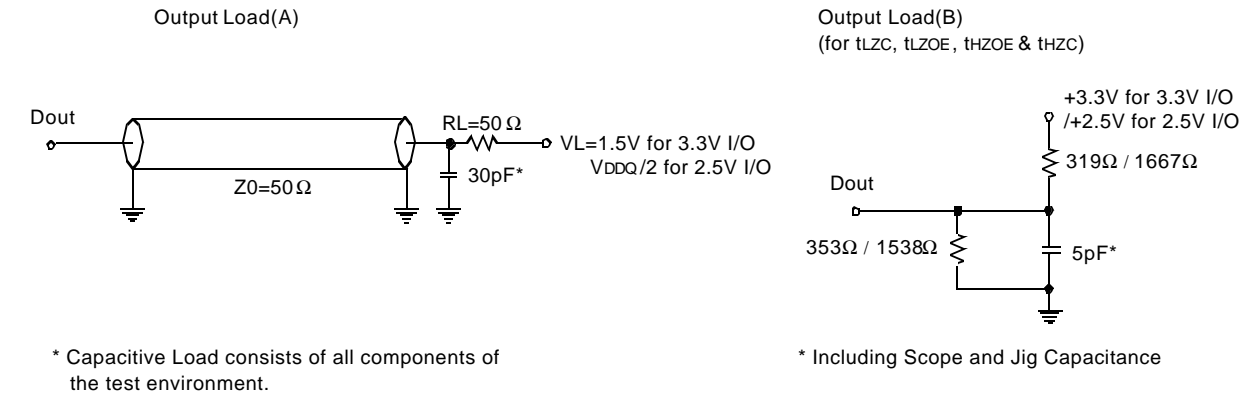 Output Load(A)
Dout
Z0=50Ω
RL=50 Ω
30pF*
VL=1.5V for 3.3V I/O
VDDQ/2 for 2.5V I/O
* Capacitive Load consists of all components of
the test environment.
Output Load(B)
(for tLZC, tLZOE, tHZOE & tHZC)
+3.3V for 3.3V I/O
/+2.5V for 2.5V I/O
319Ω / 1667Ω
Dout
353Ω / 1538Ω
5pF*
* Including Scope and Jig Capacitance